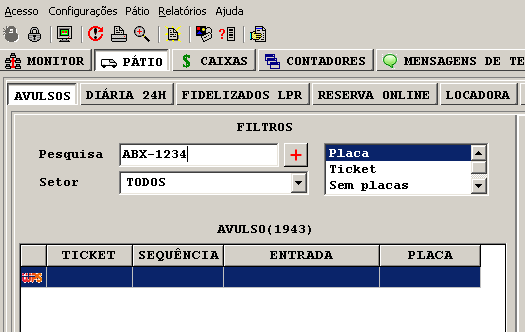 Acesso Configurações Pátio Relatórios Ajuda
MONITOR PÁTIO CAIXAS CONTADORES MENSAGENS DE TE
AVULSOS DIÁRIA 24H FIDELIZADOS LPR RESERVA ONLINE LOCADORA
FILTROS
Pesquisa ABX-1234 Placa
Ticket
Setor TODOS Sem placas
AVULSO(1943)
TICKET SEQUÊNCIA ENTRADA PLACA